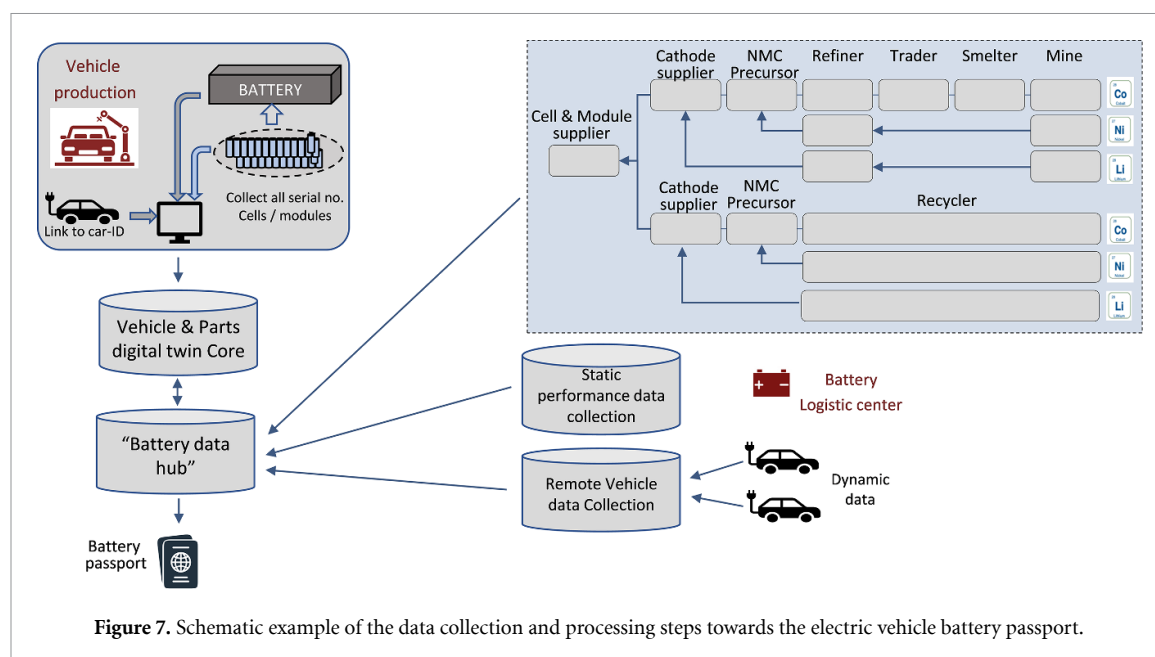 Vehicle
production
BATTERY
Collect all serial no.
Cells / modules
Link to car-ID
Vehicle & Parts
digital twin Core
“Battery data
hub”
Battery
passport
Cathode
supplier
NMC
Precursor
Refiner
Trader
Smelter
Mine
Co
Ni
Li
Cell & Module
supplier
Cathode
supplier
NMC
Precursor
Recycler
Co
Ni
Li
Static
performance data
collection
Battery
Logistic center
Remote Vehicle
data Collection
Dynamic
data
Figure 7. Schematic example of the data collection and processing steps towards the electric vehicle battery passport.